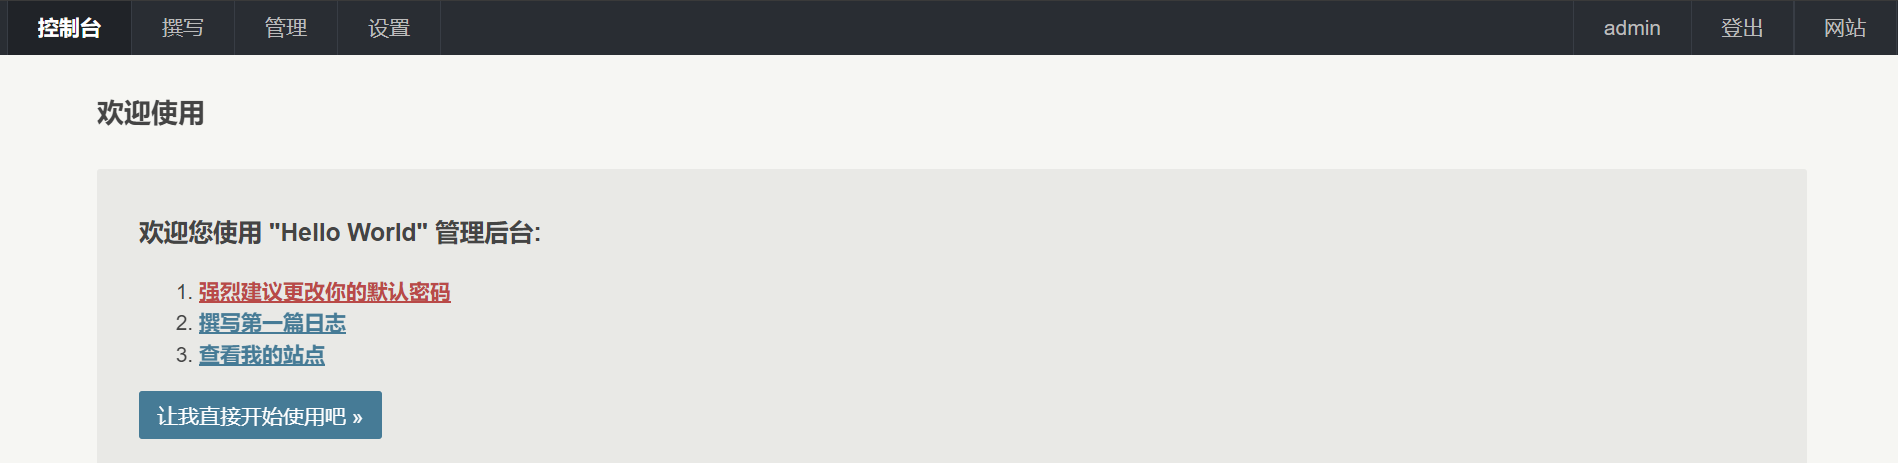 控制台 撰写 管理 设置 admin 登出 网站
欢迎使用
欢迎您使用 "Hello World" 管理后台:
1. 强烈建议更改你的默认密码
2. 撰写第一篇日志
3. 查看我的站点
让我直接开始使用吧 »